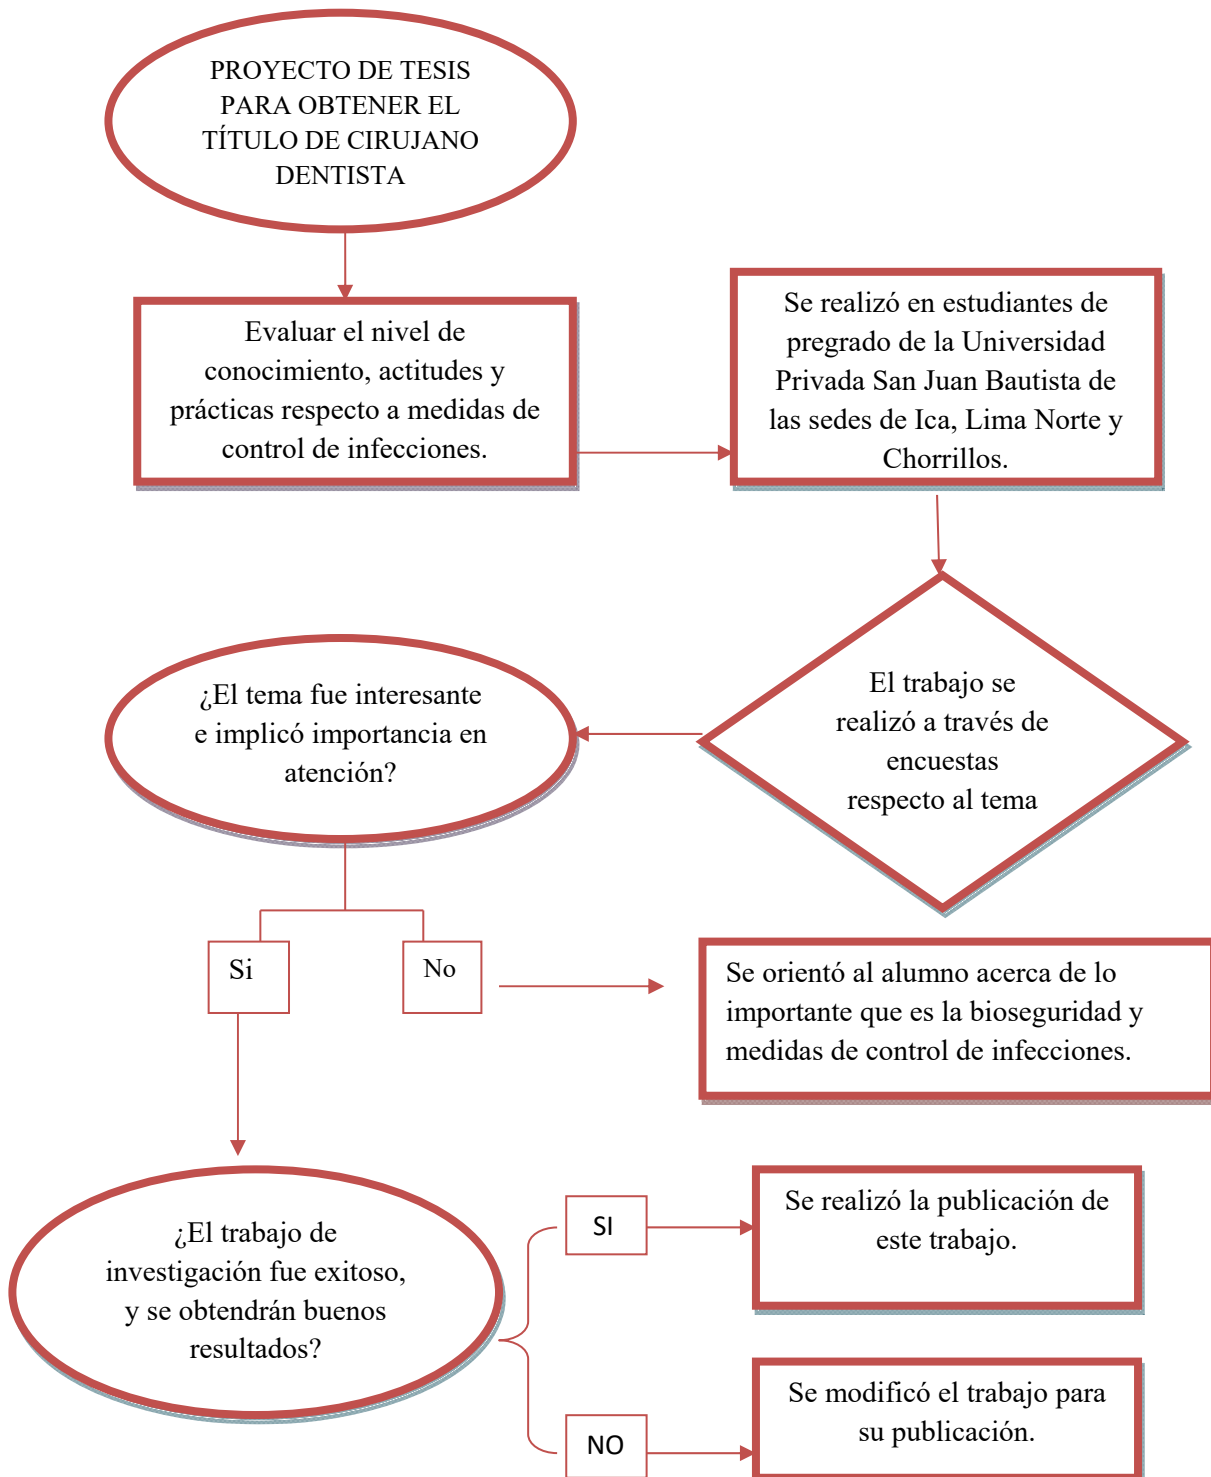 PROYECTO DE TESIS
PARA OBTENER EL
TÍTULO DE CIRUJANO
DENTISTA
Evaluar el nivel de
conocimiento, actitudes y
prácticas respecto a medidas de
control de infecciones.
Se realizó en estudiantes de
pregrado de la Universidad
Privada San Juan Bautista de
las sedes de Ica, Lima Norte y
Chorrillos.
El trabajo se
realizó a través de
encuestas
respecto al tema
¿El tema fue interesante
e implicó importancia en
atención?
Si
No
Se orientó al alumno acerca de lo
importante que es la bioseguridad y
medidas de control de infecciones.
¿El trabajo de
investigación fue exitoso,
y se obtendrán buenos
resultados?
SI
Se realizó la publicación de
este trabajo.
NO
Se modificó el trabajo para
su publicación.